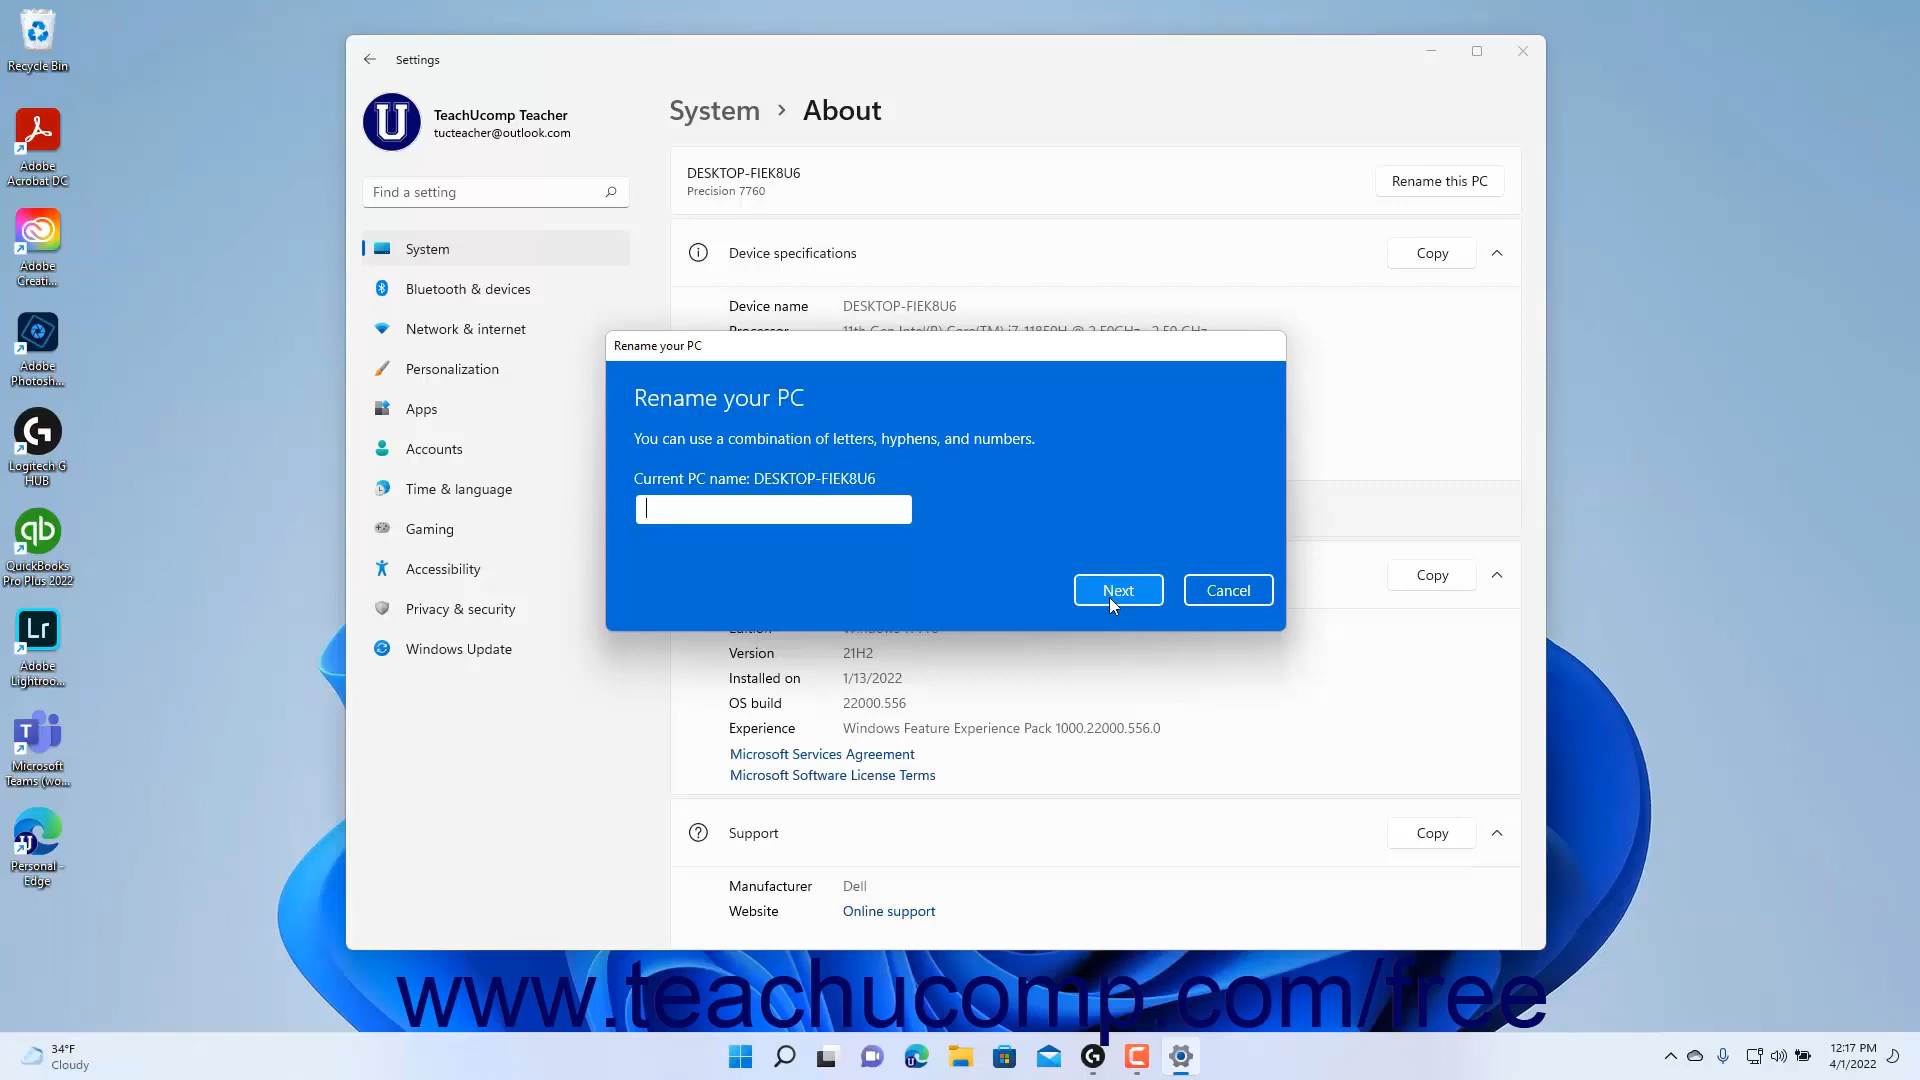 Recycle Bin
Adobe
Acrobat DC
Adobe
Creati...
Adobe
Photosh...
Logitech G
HUB
QuickBooks
Pro Plus 2022
Adobe
Lightroo...
Microsoft
Teams (wo...
Personal -
Edge
Settings
TeachUcomp Teacher
tucteacher@outlook.com
Find a setting
System
Bluetooth & devices
Network & internet
Personalization
Apps
Accounts
Time & language
Gaming
Accessibility
Privacy & security
Windows Update
System > About
DESKTOP-FIEK8U6
Precision 7760
Rename this PC
Device specifications
Copy
Device name DESKTOP-FIEK8U6
Processor 11th Gen Intel(R) Core(TM) i7-11850H @ 2.50GHz 2.50 GHz
Rename your PC
Rename your PC
You can use a combination of letters, hyphens, and numbers.
Current PC name: DESKTOP-FIEK8U6
Next
Cancel
Copy
Edition
Version 21H2
Installed on 1/13/2022
OS build 22000.556
Experience Windows Feature Experience Pack 1000.22000.556.0
Microsoft Services Agreement
Microsoft Software License Terms
Support
Copy
Manufacturer Dell
Website Online support
www.teachucomp.com/free
34°F
Cloudy
12:17 PM
4/1/2022